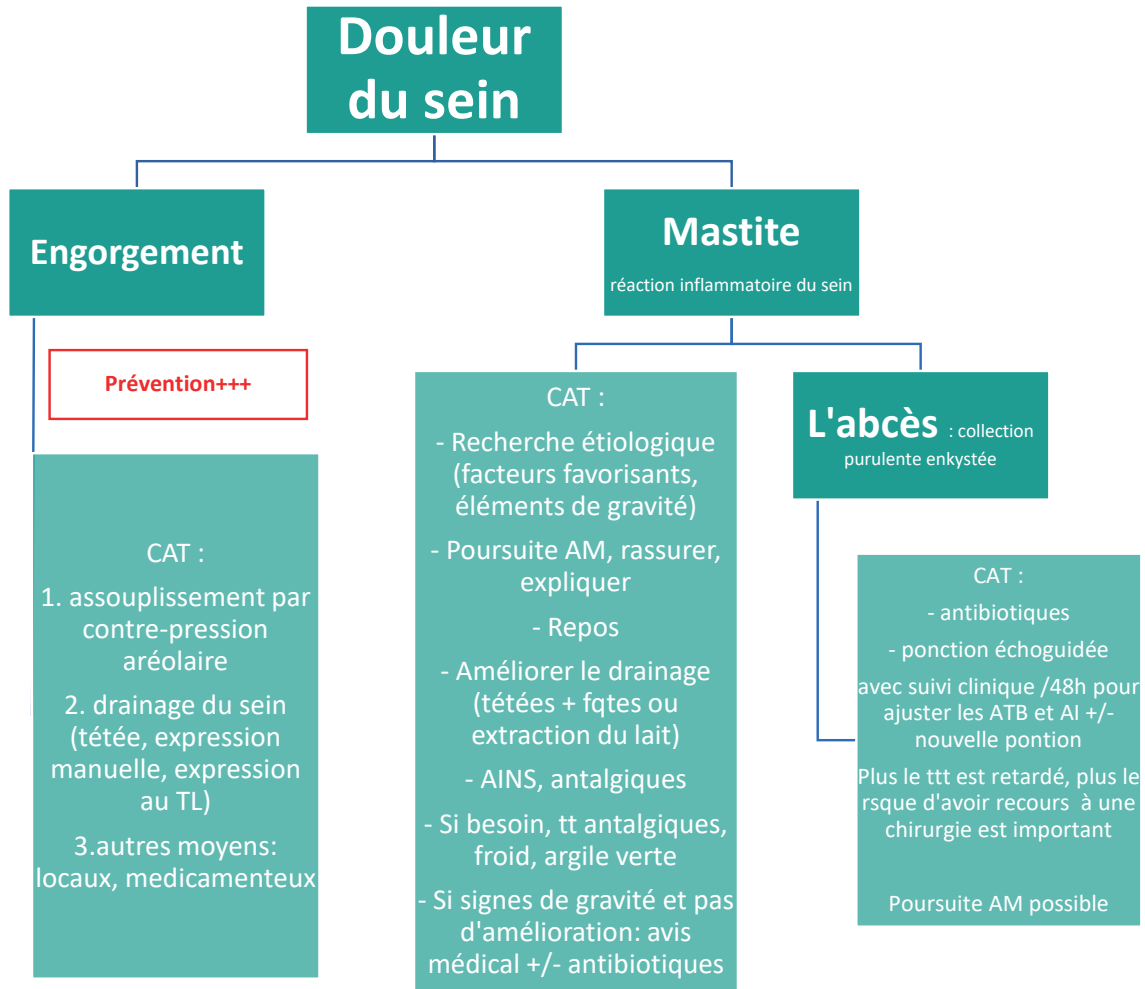 Douleur
du sein
Engorgement
Mastite
réaction inflammatoire du sein
Prévention+++
CAT :
1. assouplissement par
contre-pression
aréolaire
2. drainage du sein
(tétée, expression
manuelle, expression
au TL)
3.autres moyens:
locaux, medicamenteux
CAT :
- Recherche étiologique
(facteurs favorisants,
éléments de gravité)
- Poursuite AM, rassurer,
expliquer
- Repos
- Améliorer le drainage
(tétées + fqtes ou
extraction du lait)
- AINS, antalgiques
- Si besoin, tt antalgiques,
froid, argile verte
- Si signes de gravité et pas
d'amélioration: avis
médical +/- antibiotiques
L'abcès : collection
purulente enkystée
CAT :
- antibiotiques
- ponction échoguidée
avec suivi clinique /48h pour
ajuster les ATB et AI +/-
nouvelle pontion
Plus le ttt est retardé, plus le
rsque d'avoir recours à une
chirurgie est important
Poursuite AM possible